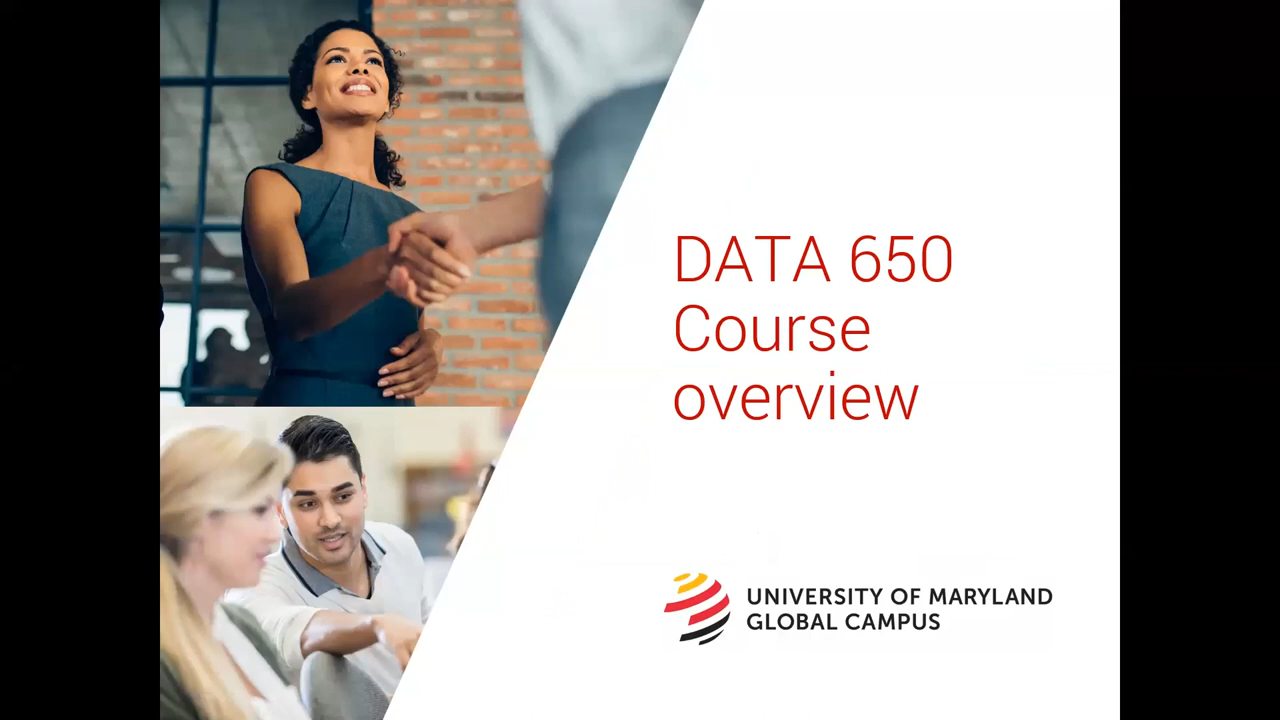 DATA 650
Course
overview
UNIVERSITY OF MARYLAND
GLOBAL CAMPUS